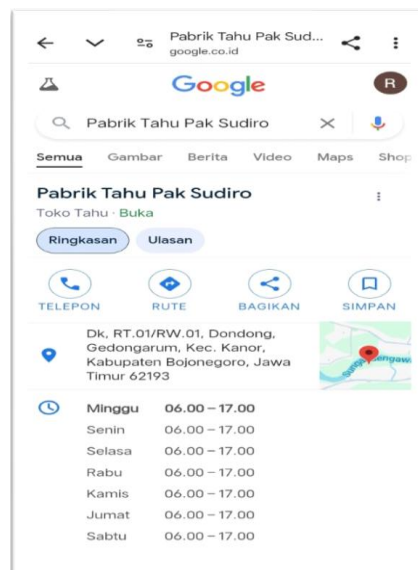 Pabrik Tahu Pak Sud...
google.co.id
Google
R
Pabrik Tahu Pak Sudiro
Semua Gambar Berita Video Maps Shop
Pabrik Tahu Pak Sudiro
Toko Tahu · Buka
Ringkasan Ulasan
TELEPON RUTE BAGIKAN SIMPAN
Dk, RT.01/RW.01, Dondong,
Gedongarum, Kec. Kanor,
Kabupaten Bojonegoro, Jawa
Timur 62193
Sungai Bengawa
Minggu 06.00 – 17.00
Senin 06.00 – 17.00
Selasa 06.00 – 17.00
Rabu 06.00 – 17.00
Kamis 06.00 – 17.00
Jumat 06.00 – 17.00
Sabtu 06.00 – 17.00